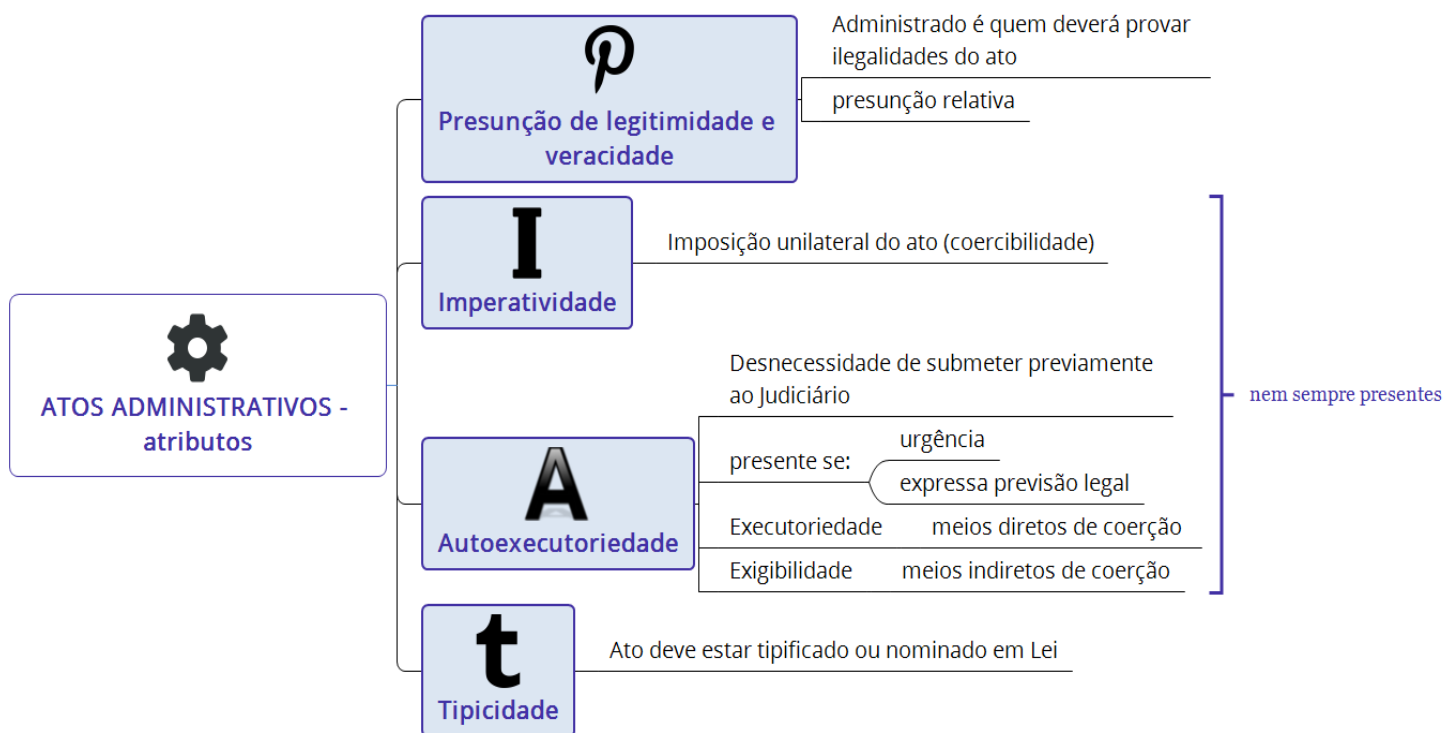 ATOS ADMINISTRATIVOS -
atributos
P
Presunção de legitimidade e
veracidade
Administrado é quem deverá provar
ilegalidades do ato
presunção relativa
I
Imperatividade
Imposição unilateral do ato (coercibilidade)
A
Autoexecutoriedade
Desnecessidade de submeter previamente
ao Judiciário
presente se:
urgência
expressa previsão legal
Executoriedade meios diretos de coerção
Exigibilidade meios indiretos de coerção
nem sempre presentes
t
Tipicidade
Ato deve estar tipificado ou nominado em Lei